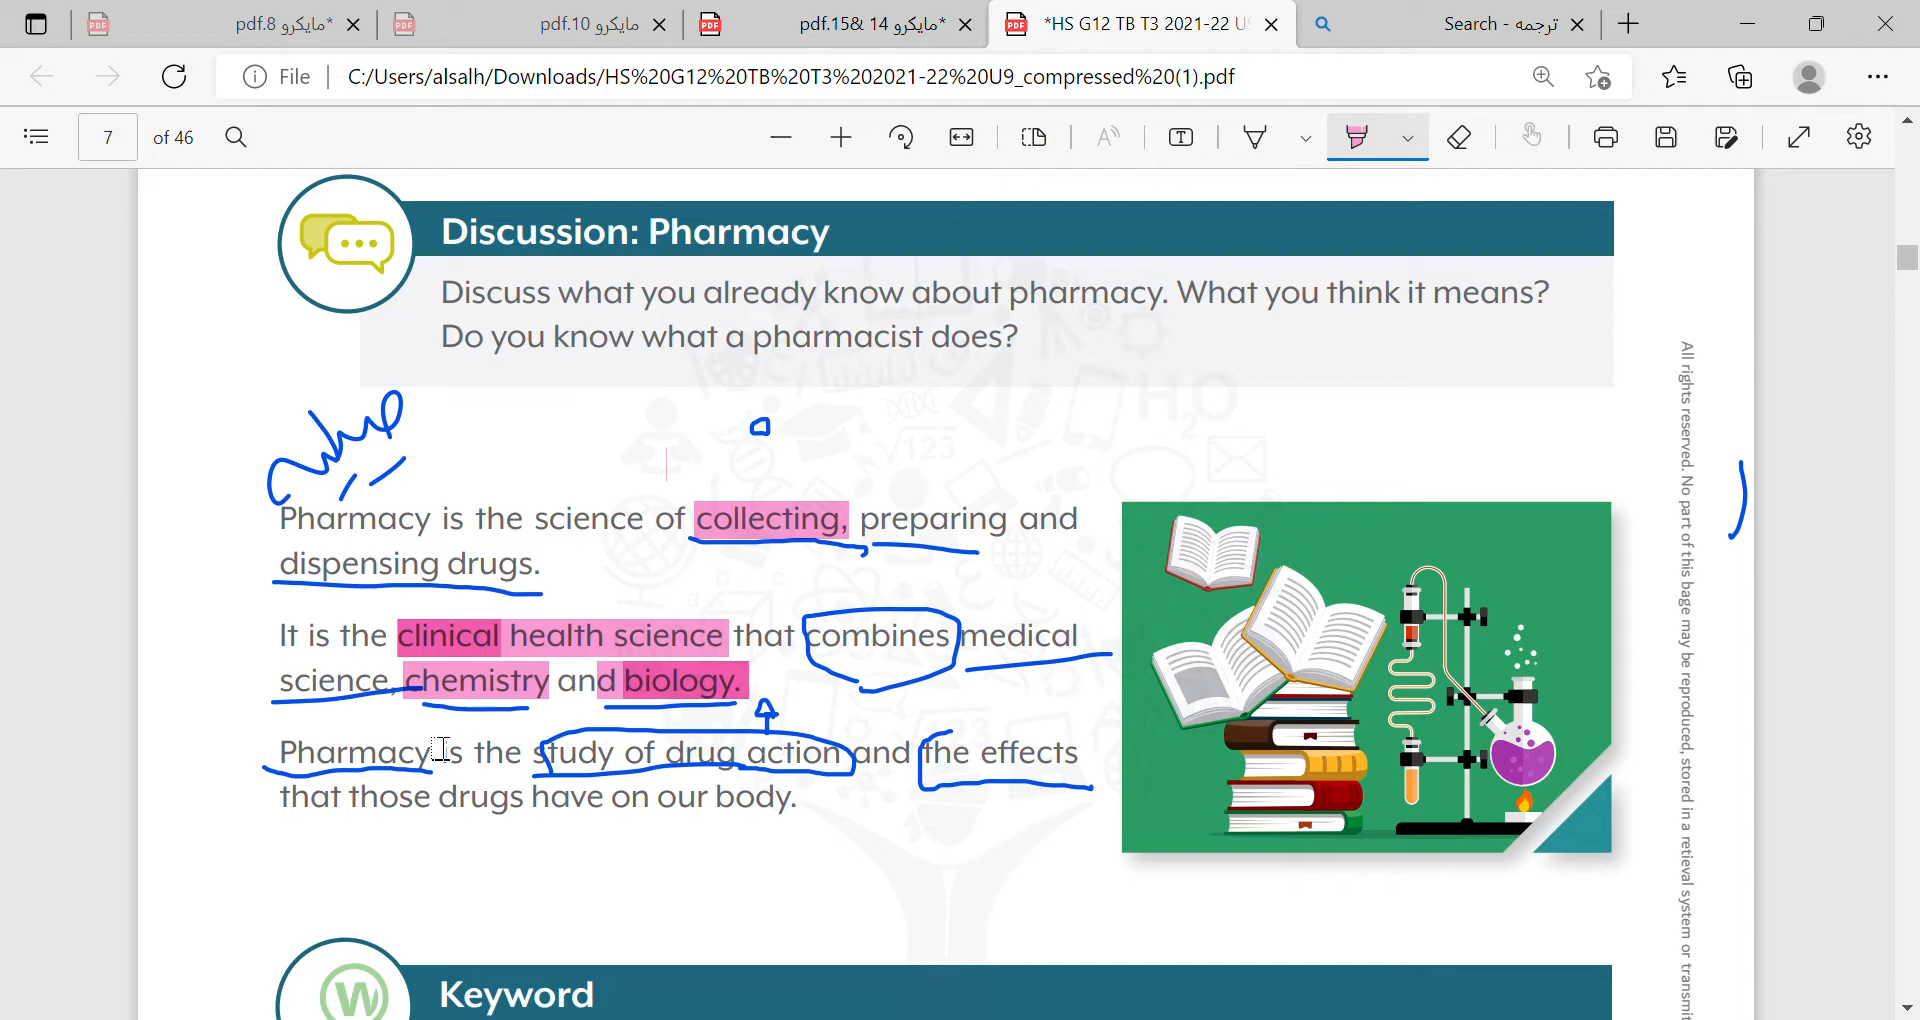 مايكرو 8.pdf*
مايكرو 10.pdf
مايكرو 14 &15.pdf*
*HS G12 TB T3 2021-22 U
ترجمه - Search
File
C:/Users/alsalh/Downloads/HS%20G12%20TB%20T3%202021-22%20U9_compressed%20(1).pdf
7 of 46
Discussion: Pharmacy
Discuss what you already know about pharmacy. What you think it means?
Do you know what a pharmacist does?
Pharmacy is the science of collecting, preparing and
dispensing drugs.
It is the clinical health science that combines medical
science, chemistry and biology.
Pharmacy is the study of drug action and the effects
that those drugs have on our body.
All rights reserved. No part of this bage may be reproduced, stored in a retieval system or transmit
W
Keyword